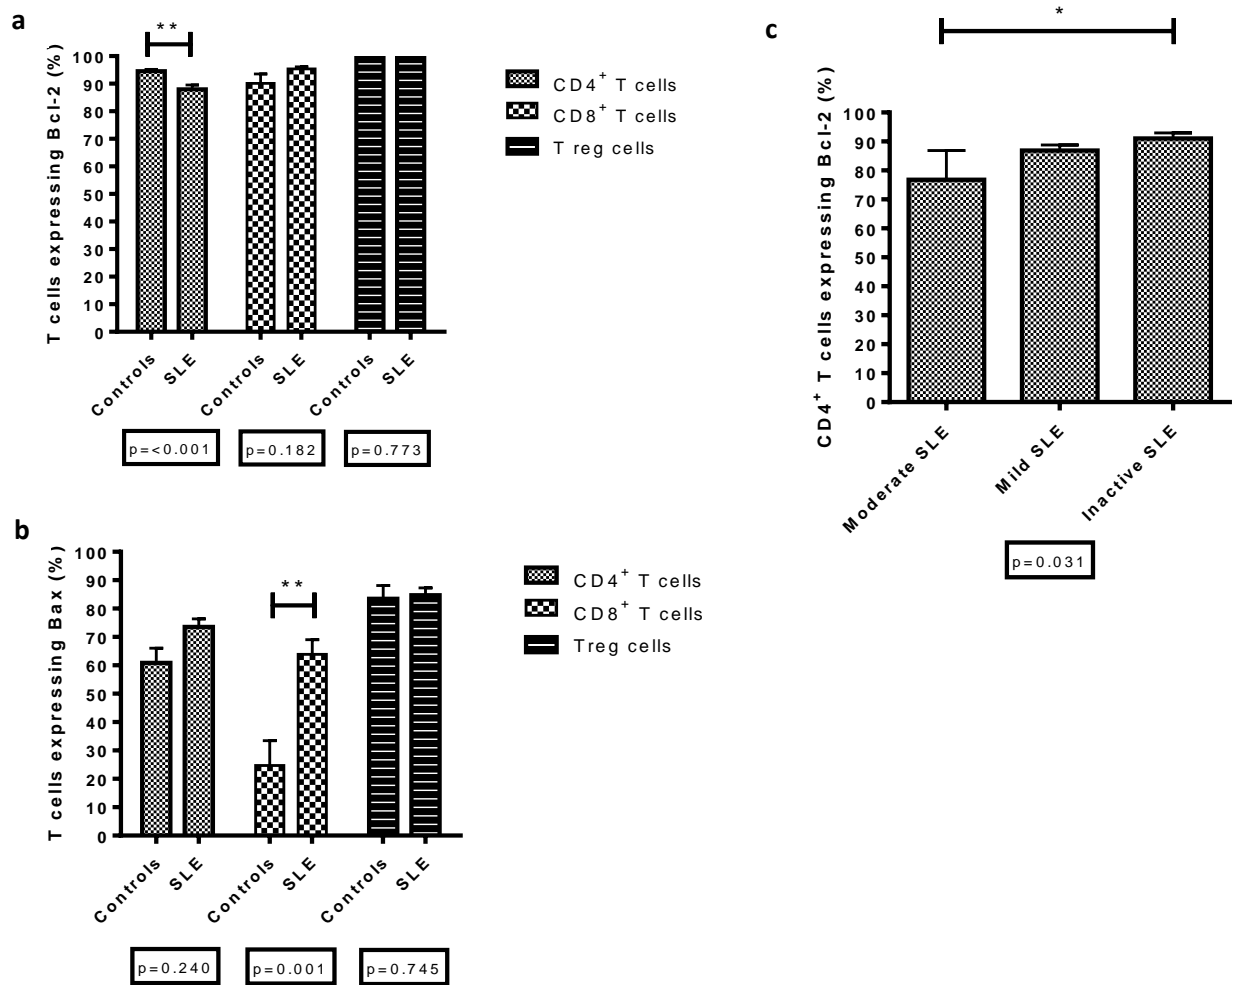 a
**
T cells expressing Bcl-2 (%)
100
90
80
70
60
50
40
30
20
10
0
Controls
SLE
Controls
SLE
Controls
SLE
p=<0.001
p=0.182
p=0.773
CD4+ T cells
CD8+ T cells
T reg cells
b
**
T cells expressing Bax (%)
100
90
80
70
60
50
40
30
20
10
0
Controls
SLE
Controls
SLE
Controls
SLE
p=0.240
p=0.001
p=0.745
CD4+ T cells
CD8+ T cells
Treg cells
c
*
CD4+ T cells expressing Bcl-2 (%)
100
90
80
70
60
50
40
30
20
10
0
Moderate SLE
Mild SLE
Inactive SLE
p=0.031